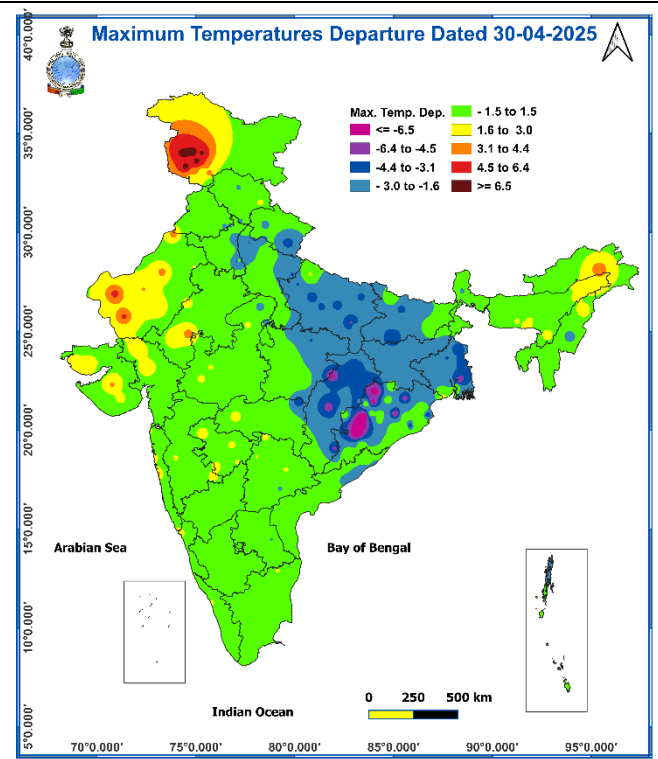 Maximum Temperatures Departure Dated 30-04-2025
Max. Temp. Dep.
<= -6.5
-6.4 to -4.5
-4.4 to -3.1
- 3.0 to -1.6
- 1.5 to 1.5
1.6 to 3.0
3.1 to 4.4
4.5 to 6.4
>= 6.5
40°0.000'
35°0.000'
30°0.000'
25°0.000'
20°0.000'
15°0.000'
10°0.000'
5°0.000'
Arabian Sea
Bay of Bengal
Indian Ocean
0 250 500 km
70°0.000' 75°0.000' 80°0.000' 85°0.000' 90°0.000' 95°0.000'